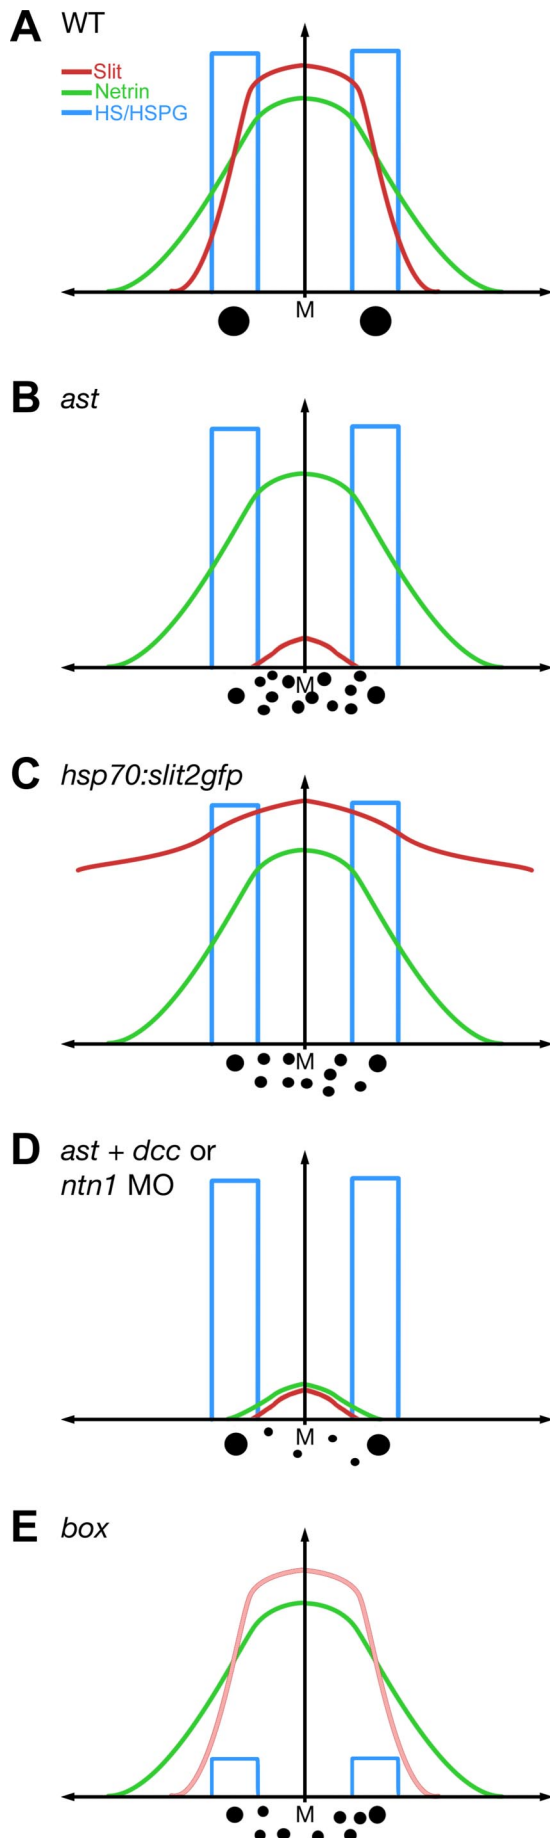 A WT
Slit
Netrin
HS/HSPG
M
B ast
M
C hsp70:slit2gfp
M
D ast + dcc or
ntn1 MO
M
E box
M